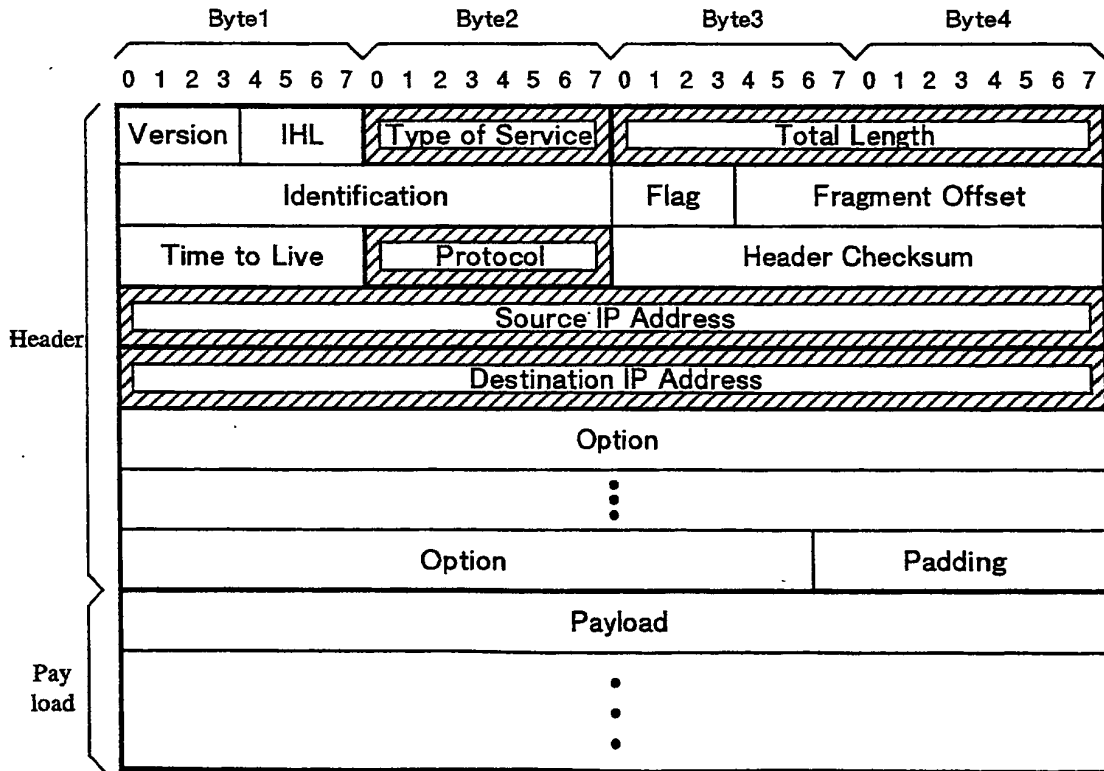 Byte1 Byte2 Byte3 Byte4
0 1 2 3 4 5 6 7 0 1 2 3 4 5 6 7 0 1 2 3 4 5 6 7 0 1 2 3 4 5 6 7
Version IHL Type of Service Total Length
Identification Flag Fragment Offset
Time to Live Protocol Header Checksum
Source IP Address
Header
Destination IP Address
Option
Option Padding
Payload
Pay
load